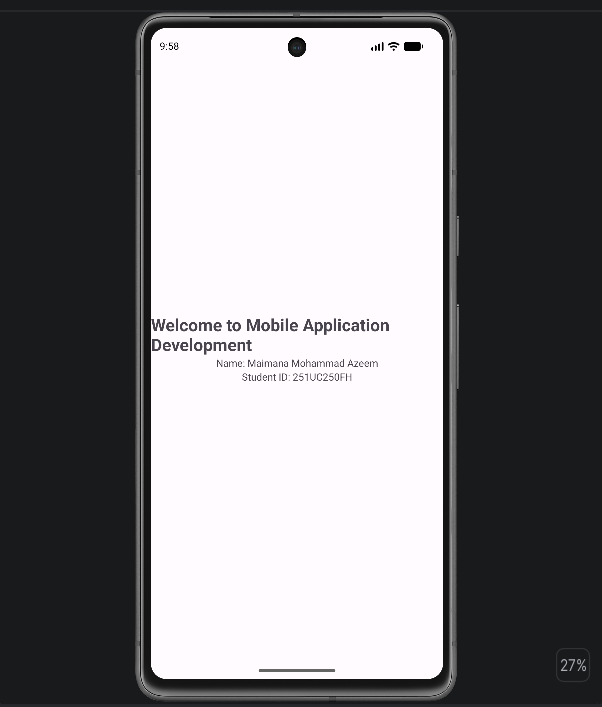 9:58
Welcome to Mobile Application
Development
Name: Maimana Mohammad Azeem
Student ID: 251UC250FH
27%